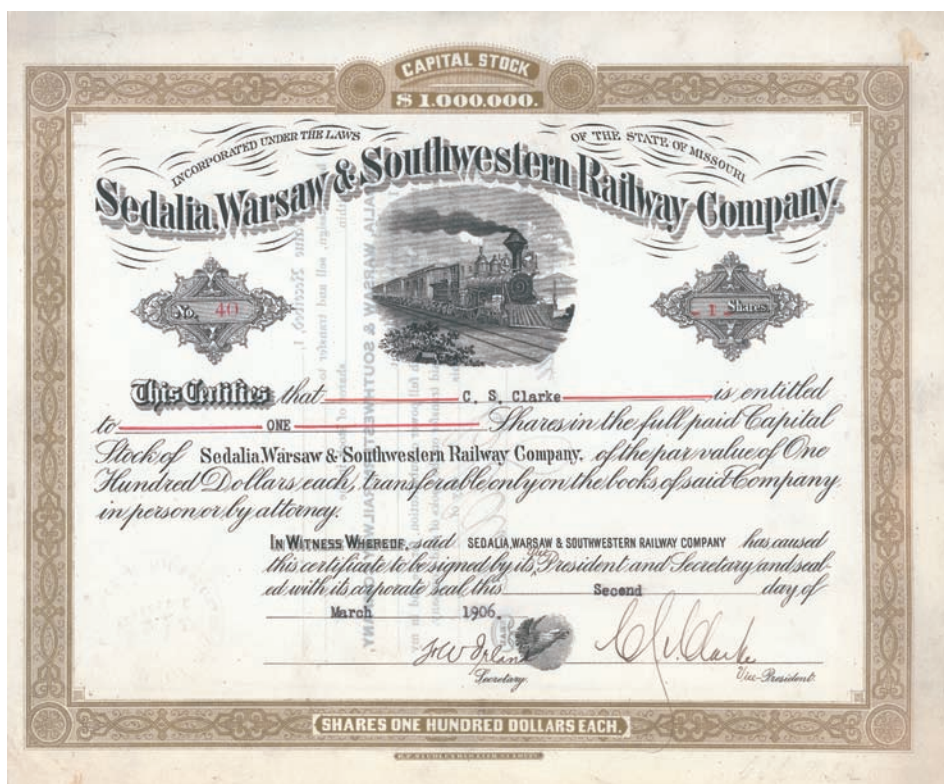 CAPITAL STOCK
$1.000.000.
INCORPORATED UNDER THE LAWS OF THE STATE OF MISSOURI
Sedalia, Warsaw & Southwestern Railway Company.
No. 40
- 1 - Shares
This Certifies that C. S. Clarke is entitled
to ONE Shares in the full paid Capital
Stock of Sedalia, Warsaw & Southwestern Railway Company, of the par value of One
Hundred Dollars each, transferable only on the books of said Company
in person or by attorney.
IN WITNESS WHEREOF, said SEDALIA, WARSAW & SOUTHWESTERN RAILWAY COMPANY has caused
this certificate to be signed by its Vice President and Secretary and seal-
ed with its corporate seal this Second day of
March 1906.
SEAL
C. S. Clarke
Secretary.
Vice-President.
SHARES ONE HUNDRED DOLLARS EACH.